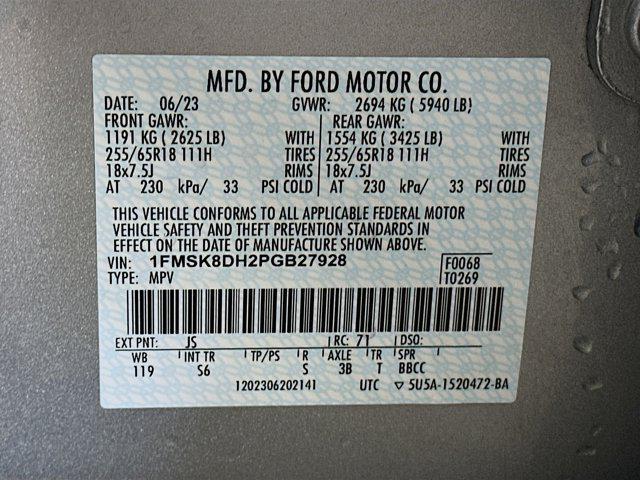 MFD. BY FORD MOTOR CO.
DATE: 06/23 GVWR: 2694 KG ( 5940 LB)
FRONT GAWR: REAR GAWR:
1191 KG ( 2625 LB) WITH 1554 KG ( 3425 LB) WITH
255/65R18 111H TIRES 255/65R18 111H TIRES
18x7.5J RIMS 18x7.5J RIMS
AT 230 kPa/ 33 PSI COLD AT 230 kPa/ 33 PSI COLD
THIS VEHICLE CONFORMS TO ALL APPLICABLE FEDERAL MOTOR
VEHICLE SAFETY AND THEFT PREVENTION STANDARDS IN
EFFECT ON THE DATE OF MANUFACTURE SHOWN ABOVE.
VIN: 1FMSK8DH2PGB27928 F0068
TYPE: MPV T0269
EXT PNT: JS RC: 71 DSO:
WB INT TR TP/PS R AXLE TR SPR
119 S6 S 3B T BBCC
1202306202141 UTC ▽ 5U5A-1520472-BA